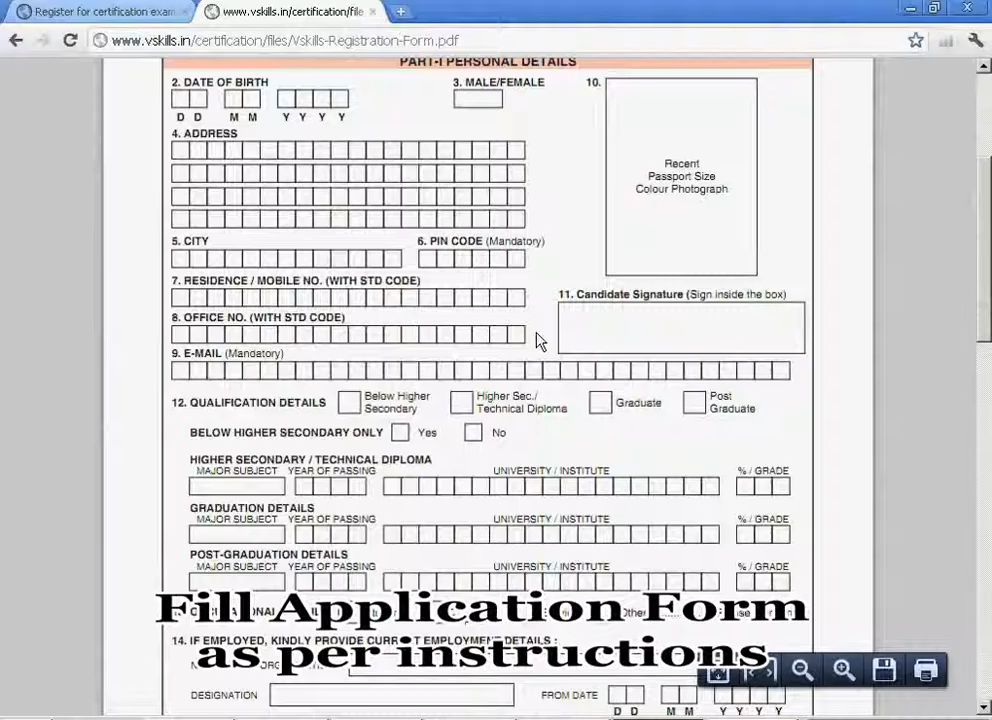 Register for certification exam
www.vskills.in/certification/file
www.vskills.in/certification/files/Vskills-Registration-Form.pdf
PART-I PERSONAL DETAILS
2. DATE OF BIRTH
3. MALE/FEMALE
10.
D D M M Y Y Y Y
4. ADDRESS
Recent
Passport Size
Colour Photograph
5. CITY
6. PIN CODE (Mandatory)
7. RESIDENCE / MOBILE NO. (WITH STD CODE)
11. Candidate Signature (Sign inside the box)
8. OFFICE NO. (WITH STD CODE)
9. E-MAIL (Mandatory)
12. QUALIFICATION DETAILS
Below Higher
Secondary
Higher Sec./
Technical Diploma
Graduate
Post
Graduate
BELOW HIGHER SECONDARY ONLY Yes No
HIGHER SECONDARY / TECHNICAL DIPLOMA
MAJOR SUBJECT YEAR OF PASSING UNIVERSITY / INSTITUTE % / GRADE
GRADUATION DETAILS
MAJOR SUBJECT YEAR OF PASSING UNIVERSITY / INSTITUTE % / GRADE
POST-GRADUATION DETAILS
MAJOR SUBJECT YEAR OF PASSING UNIVERSITY / INSTITUTE % / GRADE
Fill Application Form
14. IF EMPLOYED, KINDLY PROVIDE CURRENT EMPLOYMENT DETAILS :
as per instructions
DESIGNATION
FROM DATE
D D M M Y Y Y Y